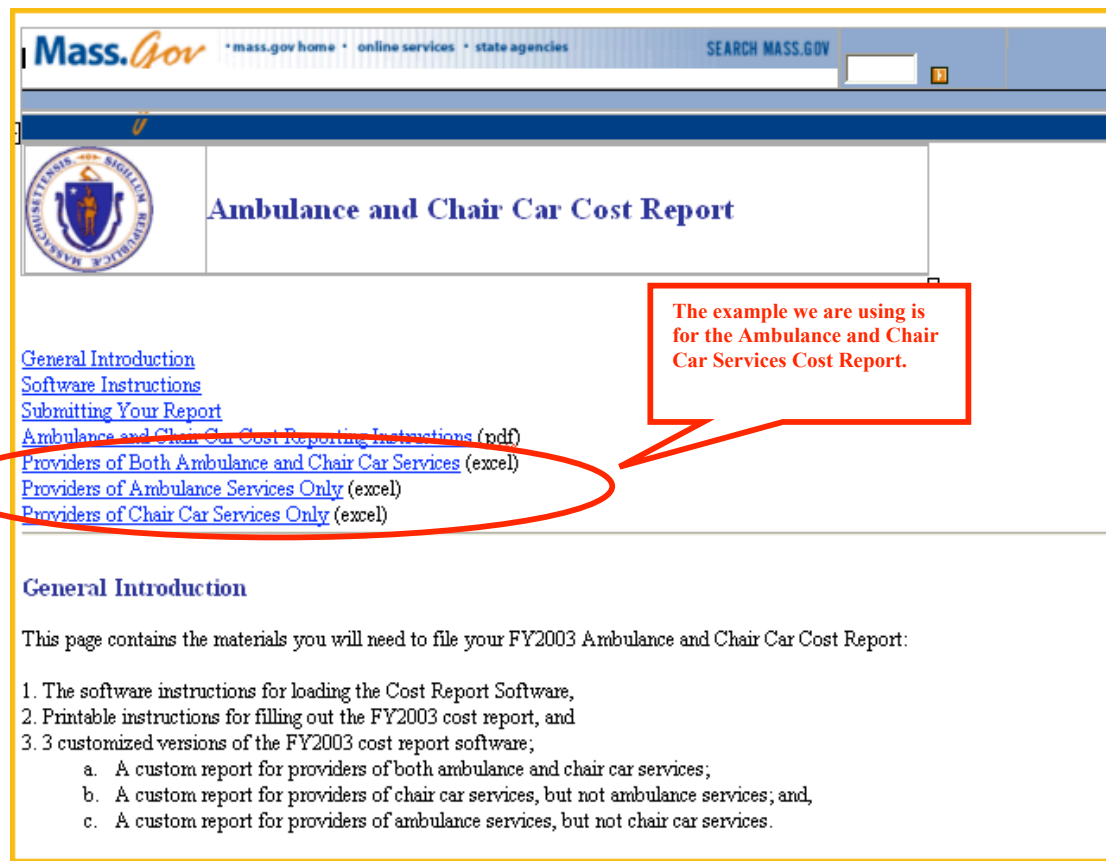 Mass.Gov • mass.gov home • online services • state agencies SEARCH MASS.GOV
SIGILLUM REIPUBLICÆ MASSACHUSETTENSIS
Ambulance and Chair Car Cost Report
The example we are using is
for the Ambulance and Chair
Car Services Cost Report.
General Introduction
Software Instructions
Submitting Your Report
Ambulance and Chair Car Cost Reporting Instructions (pdf)
Providers of Both Ambulance and Chair Car Services (excel)
Providers of Ambulance Services Only (excel)
Providers of Chair Car Services Only (excel)
General Introduction
This page contains the materials you will need to file your FY2003 Ambulance and Chair Car Cost Report:
1. The software instructions for loading the Cost Report Software,
2. Printable instructions for filling out the FY2003 cost report, and
3. 3 customized versions of the FY2003 cost report software;
a. A custom report for providers of both ambulance and chair car services;
b. A custom report for providers of chair car services, but not ambulance services; and,
c. A custom report for providers of ambulance services, but not chair car services.